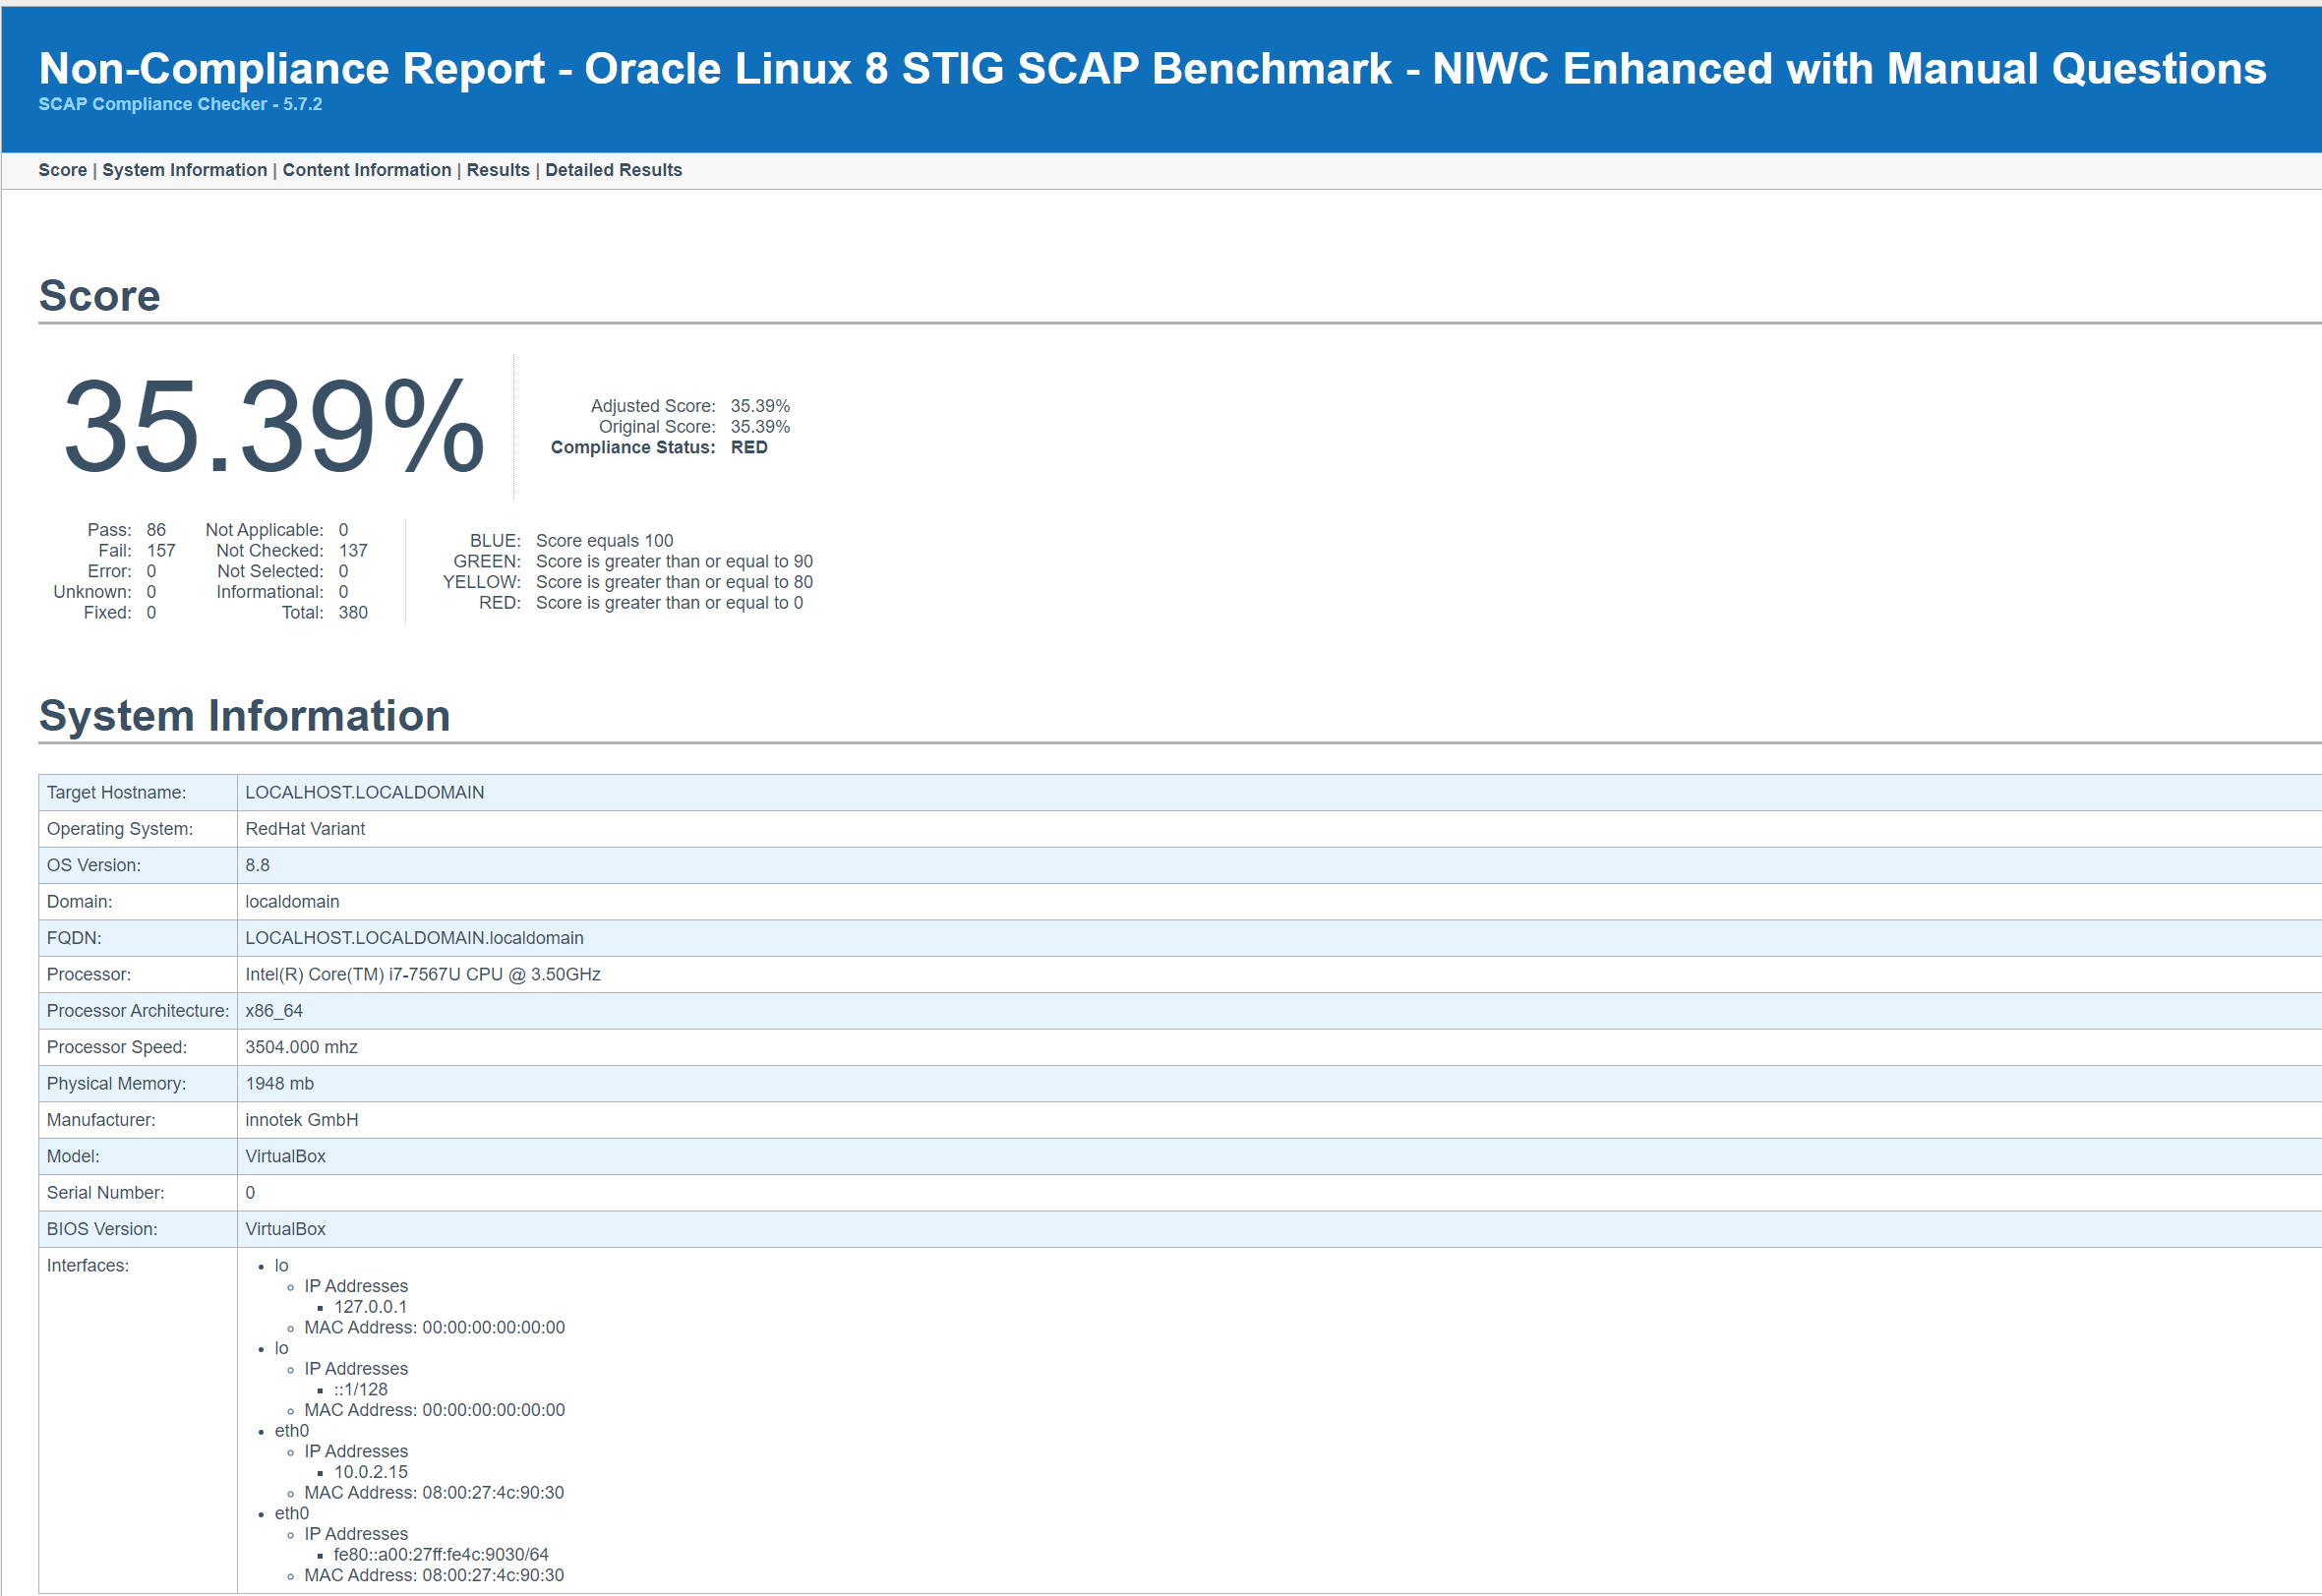 Non-Compliance Report - Oracle Linux 8 STIG SCAP Benchmark - NIWC Enhanced with Manual Questions
SCAP Compliance Checker - 5.7.2
Score | System Information | Content Information | Results | Detailed Results
Score
35.39%
Adjusted Score: 35.39%
Original Score: 35.39%
Compliance Status: RED
Pass: 86 Not Applicable: 0
Fail: 157 Not Checked: 137
Error: 0 Not Selected: 0
Unknown: 0 Informational: 0
Fixed: 0 Total: 380
BLUE: Score equals 100
GREEN: Score is greater than or equal to 90
YELLOW: Score is greater than or equal to 80
RED: Score is greater than or equal to 0
System Information
Target Hostname: LOCALHOST.LOCALDOMAIN
Operating System: RedHat Variant
OS Version: 8.8
Domain: localdomain
FQDN: LOCALHOST.LOCALDOMAIN.localdomain
Processor: Intel(R) Core(TM) i7-7567U CPU @ 3.50GHz
Processor Architecture: x86_64
Processor Speed: 3504.000 mhz
Physical Memory: 1948 mb
Manufacturer: innotek GmbH
Model: VirtualBox
Serial Number: 0
BIOS Version: VirtualBox
Interfaces: • lo
◦ IP Addresses
▪ 127.0.0.1
◦ MAC Address: 00:00:00:00:00:00
• lo
◦ IP Addresses
▪ ::1/128
◦ MAC Address: 00:00:00:00:00:00
• eth0
◦ IP Addresses
▪ 10.0.2.15
◦ MAC Address: 08:00:27:4c:90:30
• eth0
◦ IP Addresses
▪ fe80::a00:27ff:fe4c:9030/64
◦ MAC Address: 08:00:27:4c:90:30